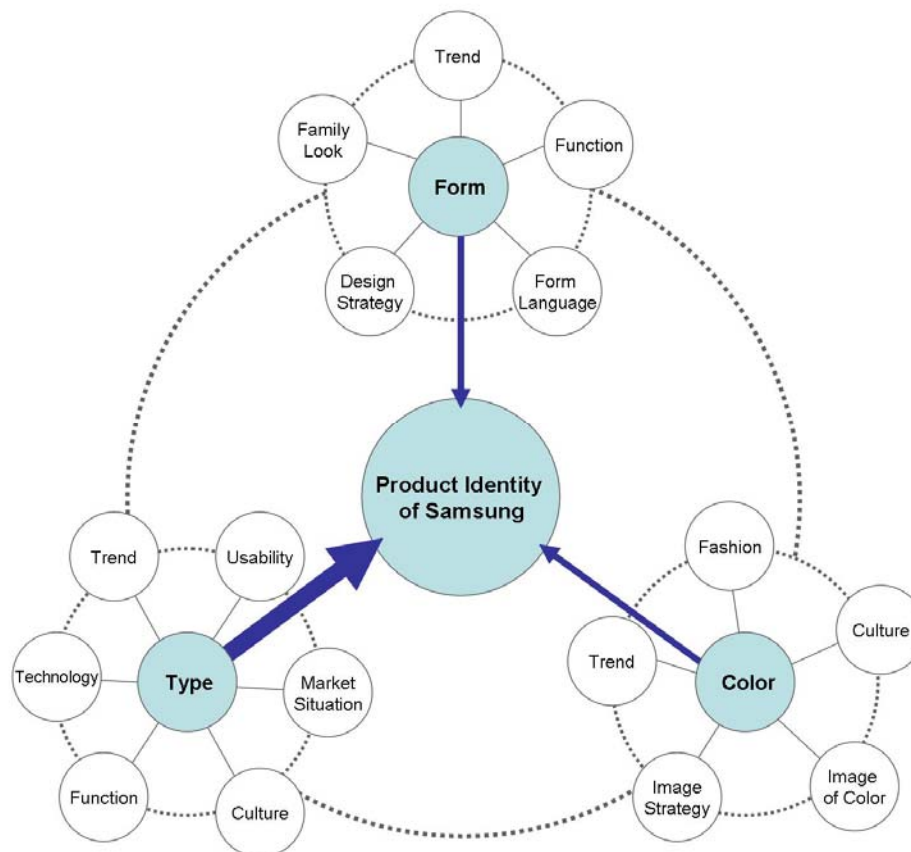 Trend
Family
Look
Function
Form
Design
Strategy
Form
Language
Product Identity
of Samsung
Trend
Usability
Technology
Type
Market
Situation
Function
Culture
Fashion
Culture
Trend
Color
Image
Strategy
Image
of Color